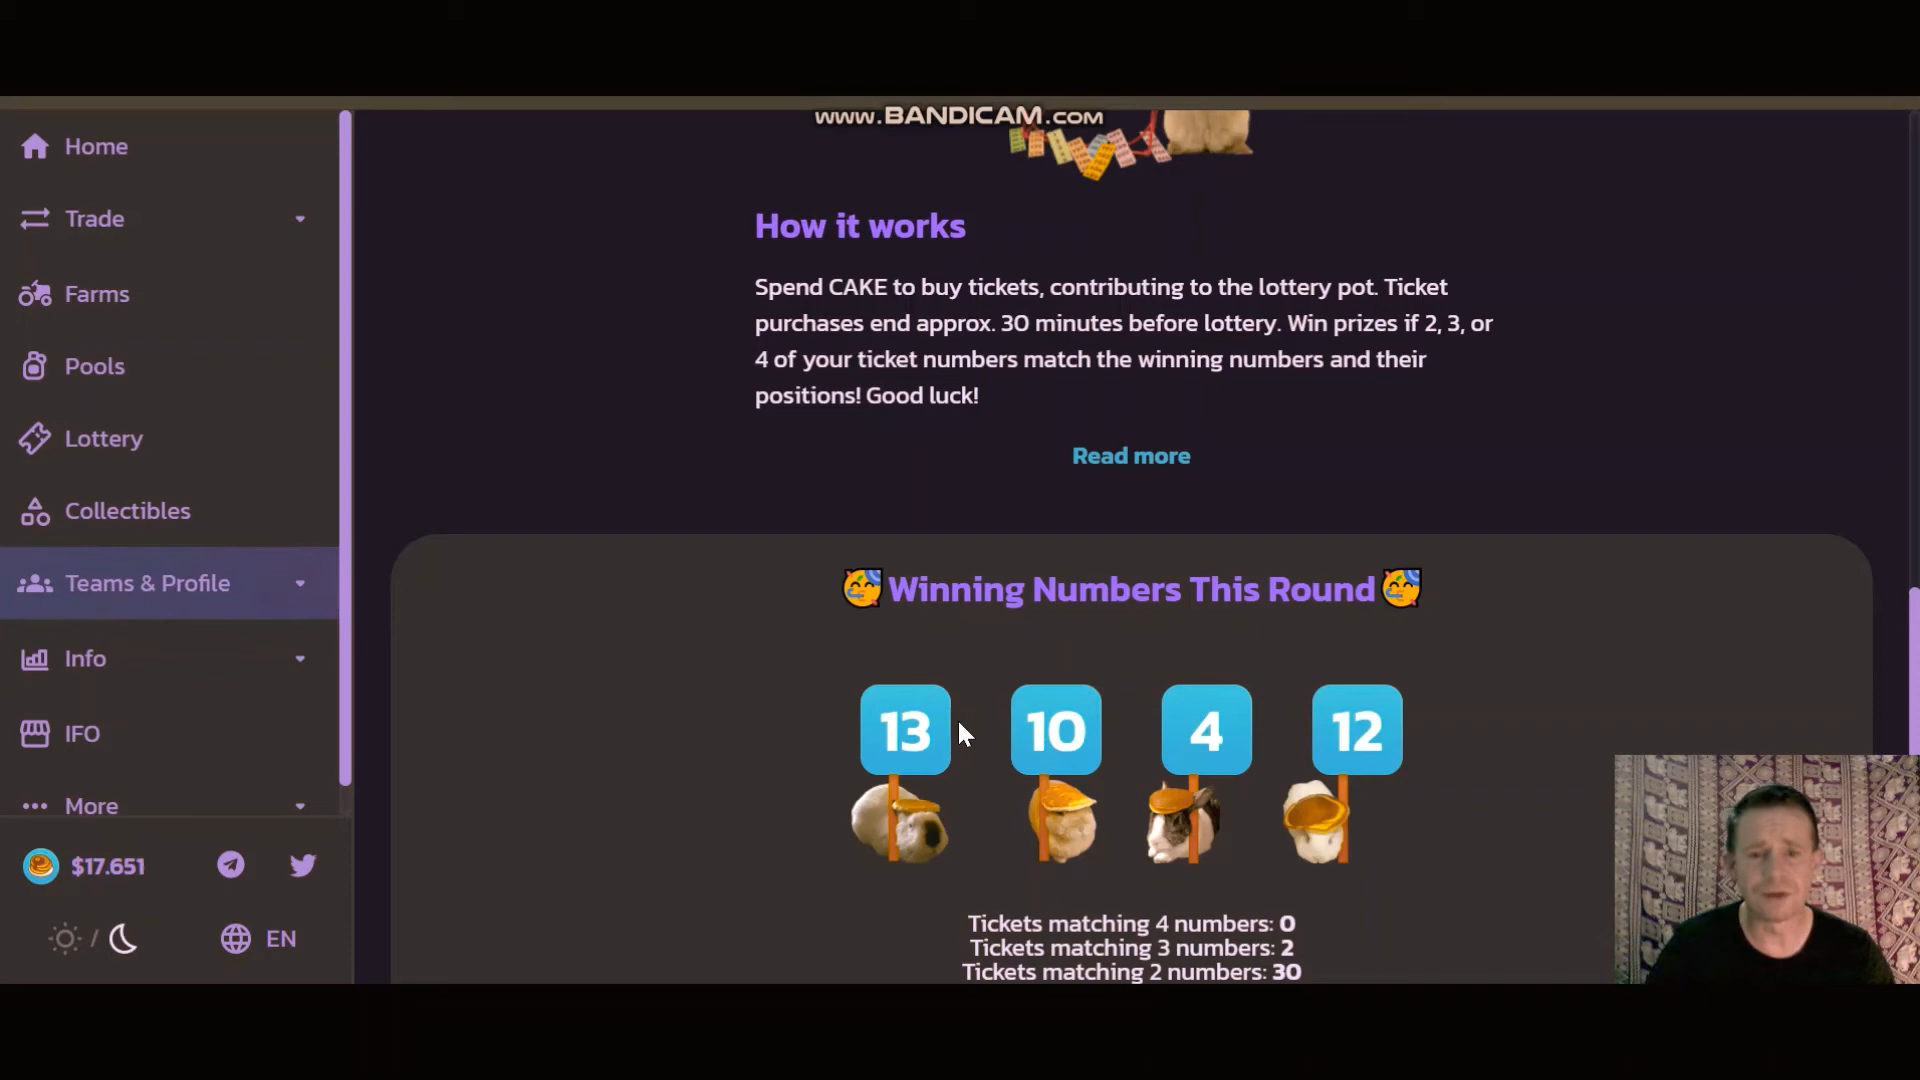 www.BANDICAM.com
Home
Trade
Farms
Pools
Lottery
Collectibles
Teams & Profile
Info
IFO
More
$17.651
/
EN
How it works
Spend CAKE to buy tickets, contributing to the lottery pot. Ticket
purchases end approx. 30 minutes before lottery. Win prizes if 2, 3, or
4 of your ticket numbers match the winning numbers and their
positions! Good luck!
Read more
Winning Numbers This Round
13 10 4 12
Tickets matching 4 numbers: 0
Tickets matching 3 numbers: 2
Tickets matching 2 numbers: 30